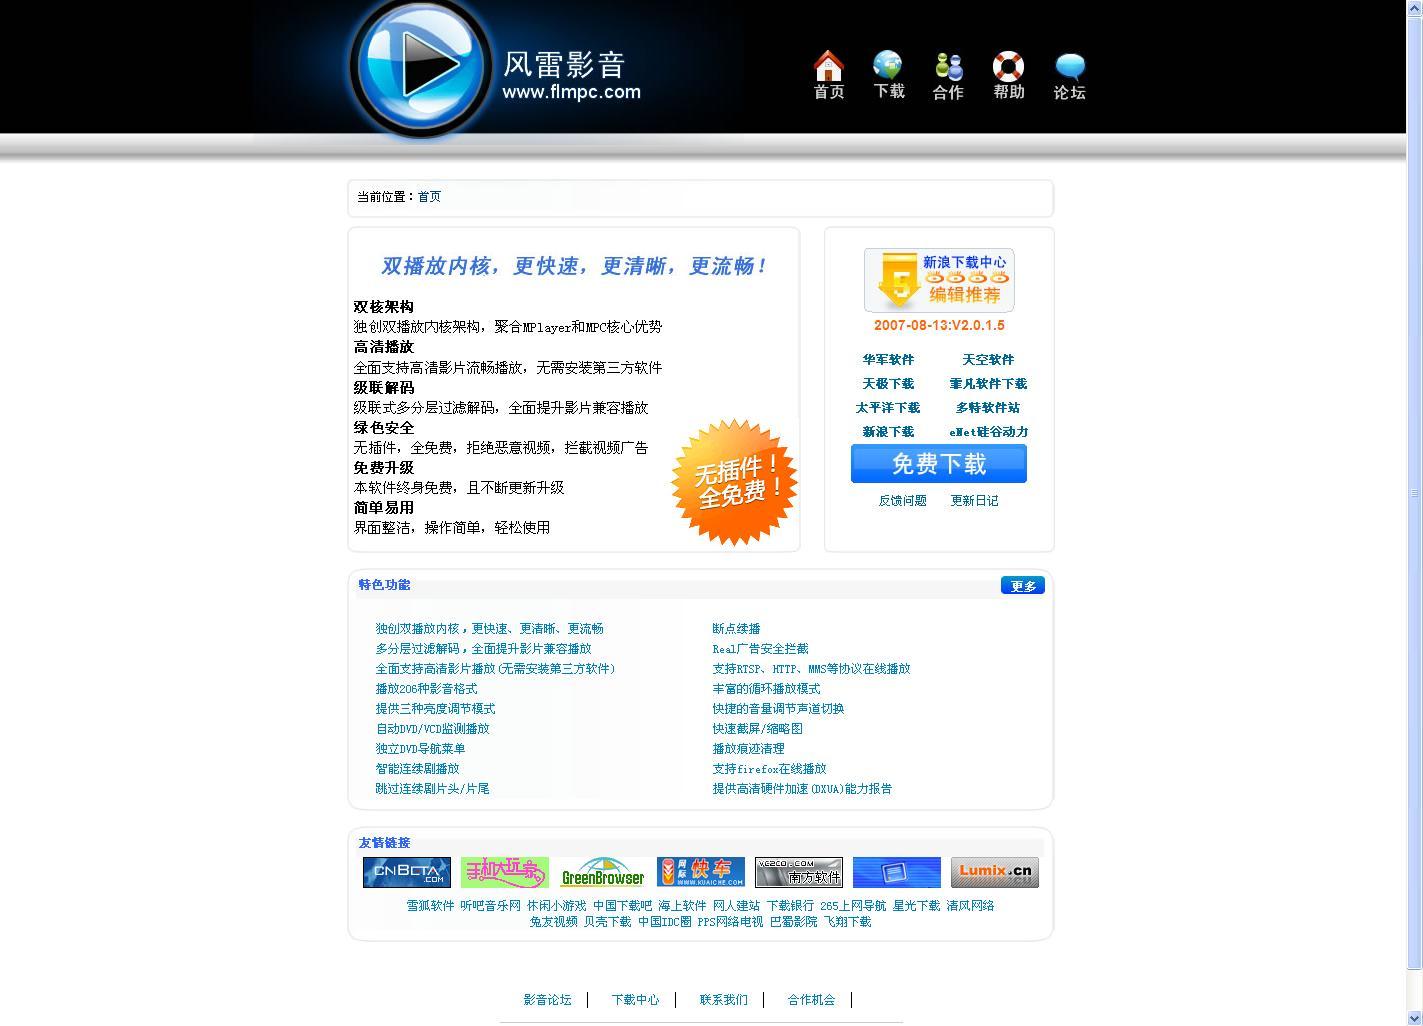 风雷影音
www.flmpc.com
首页 下载 合作 帮助 论坛
当前位置：首页
双播放内核，更快速，更清晰，更流畅！
双核架构
独创双播放内核架构，聚合MPlayer和MPC核心优势
高清播放
全面支持高清影片流畅播放，无需安装第三方软件
级联解码
级联式多分层过滤解码，全面提升影片兼容播放
绿色安全
无插件，全免费，拒绝恶意视频，拦截视频广告
免费升级
本软件终身免费，且不断更新升级
简单易用
界面整洁，操作简单，轻松使用
无插件！
全免费！
5
新浪下载中心
编辑推荐
2007-08-13:V2.0.1.5
华军软件 天空软件
天极下载 霏凡软件下载
太平洋下载 多特软件站
新浪下载 eNet硅谷动力
免费下载
反馈问题 更新日记
特色功能 更多
独创双播放内核，更快速、更清晰、更流畅 断点续播
多分层过滤解码，全面提升影片兼容播放 Real广告安全拦截
全面支持高清影片播放(无需安装第三方软件) 支持RTSP、HTTP、MMS等协议在线播放
播放206种影音格式 丰富的循环播放模式
提供三种亮度调节模式 快捷的音量调节声道切换
自动DVD/VCD监测播放 快速截屏/缩略图
独立DVD导航菜单 播放痕迹清理
智能连续剧播放 支持firefox在线播放
跳过连续剧片头/片尾 提供高清硬件加速(DXVA)能力报告
友情链接
CNBETA.COM 手机大玩家 GreenBrowser 网际快车 WWW.KUAICHE.COM VCZCO.COM 南方软件 Lumix.cn
雪狐软件 听吧音乐网 休闲小游戏 中国下载吧 海上软件 网人建站 下载银行 265上网导航 星光下载 清风网络
兔友视频 贝壳下载 中国IDC圈 PPS网络电视 巴蜀影院 飞翔下载
影音论坛 | 下载中心 | 联系我们 | 合作机会 |